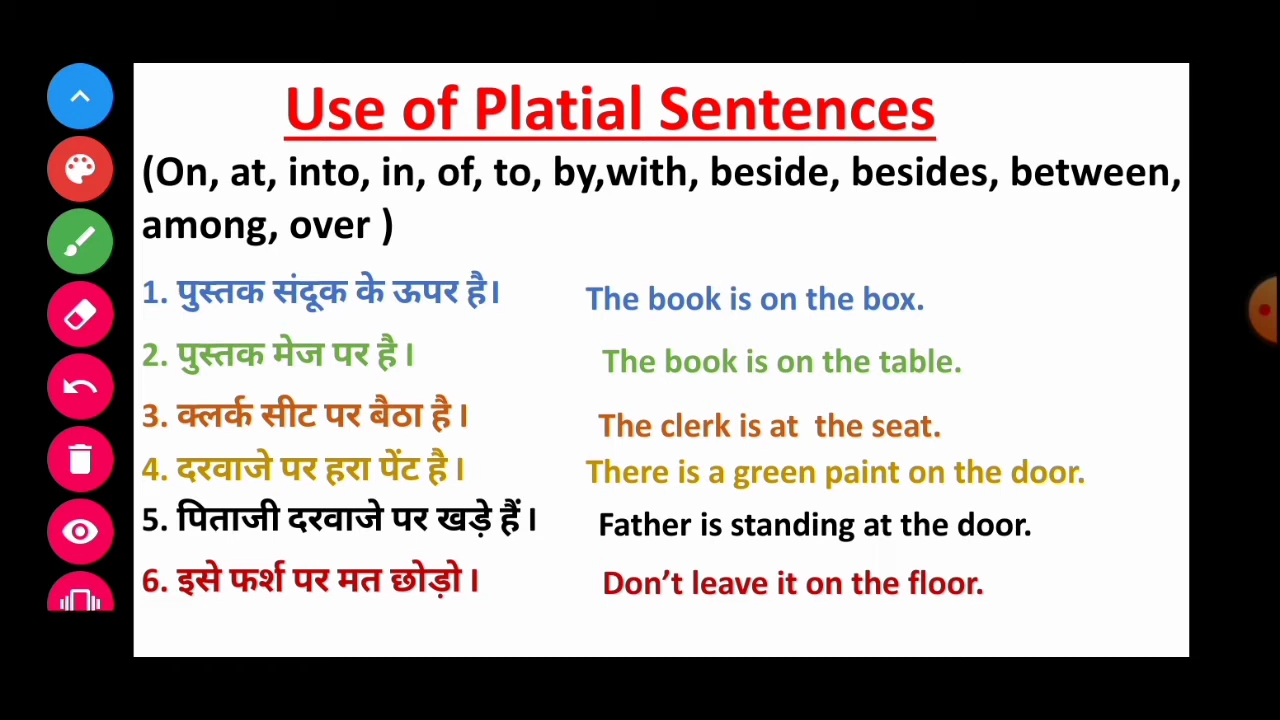 Use of Platial Sentences
(On, at, into, in, of, to, by,with, beside, besides, between,
among, over )
1. पुस्तक संदूक के ऊपर है। The book is on the box.
2. पुस्तक मेज पर है । The book is on the table.
3. क्लर्क सीट पर बैठा है । The clerk is at  the seat.
4. दरवाजे पर हरा पेंट है । There is a green paint on the door.
5. पिताजी दरवाजे पर खड़े हैं । Father is standing at the door.
6. इसे फर्श पर मत छोड़ो । Don’t leave it on the floor.